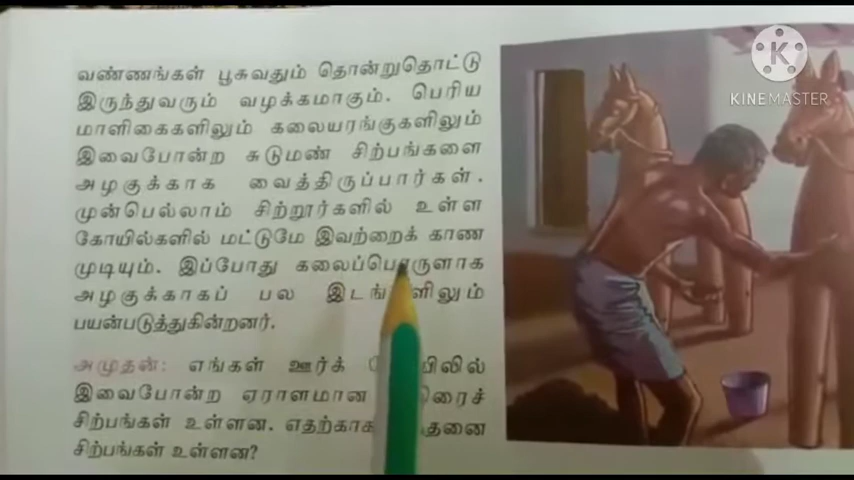 வண்ணங்கள் பூசுவதும் தொன்றுதொட்டு
இருந்துவரும் வழக்கமாகும். பெரிய
மாளிகைகளிலும் கலையரங்குகளிலும்
இவைபோன்ற சுடுமண் சிற்பங்களை
அழகுக்காக வைத்திருப்பார்கள்.
முன்பெல்லாம் சிற்றூர்களில் உள்ள
கோயில்களில் மட்டுமே இவற்றைக் காண
முடியும். இப்போது கலைப்பொருளாக
அழகுக்காகப் பல இடங்களிலும்
பயன்படுத்துகின்றனர்.
அமுதன்: எங்கள் ஊர்க்
இவைபோன்ற ஏராளமான
சிற்பங்கள் உள்ளன. எதற்காக
சிற்பங்கள் உள்ளன?
KINEMASTER